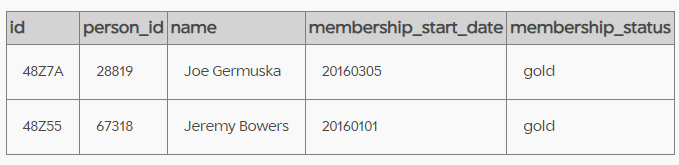 id person_id name membership_start_date membership_status
48Z7A 28819 Joe Germuska 20160305 gold
48Z55 67318 Jeremy Bowers 20160101 gold